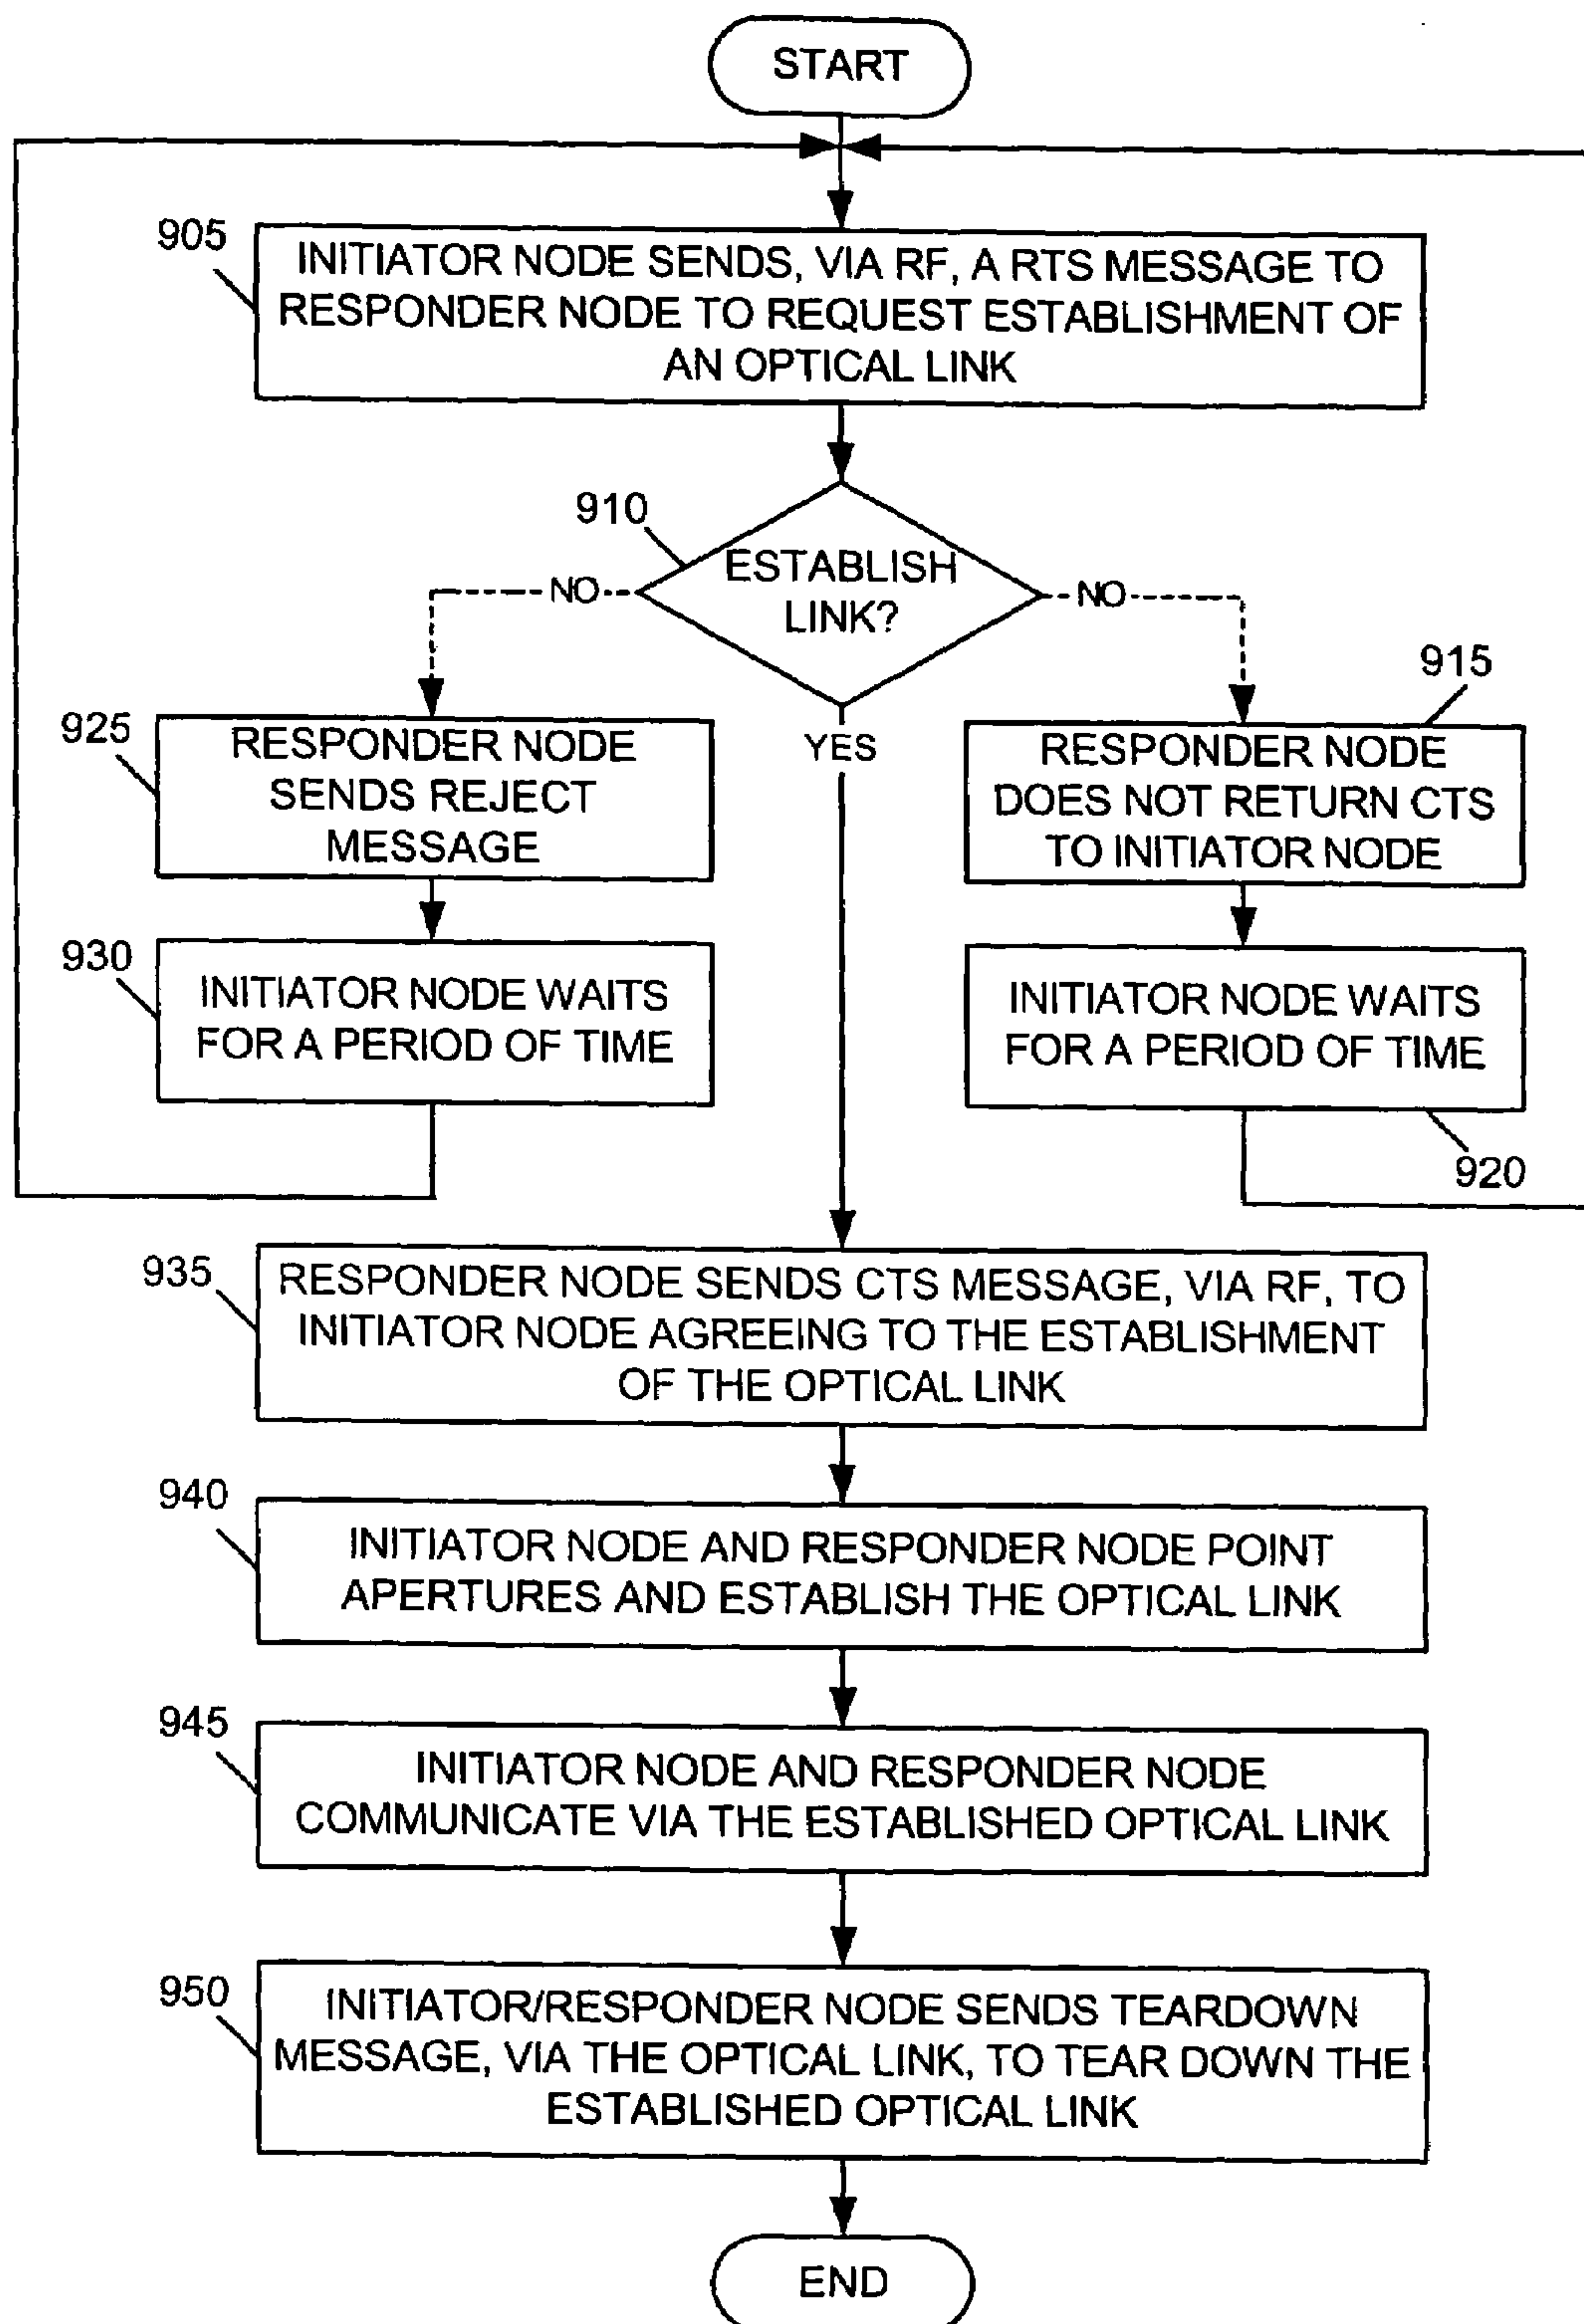 START
905
INITIATOR NODE SENDS, VIA RF, A RTS MESSAGE TO
RESPONDER NODE TO REQUEST ESTABLISHMENT OF
AN OPTICAL LINK
910
ESTABLISH
LINK?
NO
NO
YES
925
RESPONDER NODE
SENDS REJECT
MESSAGE
915
RESPONDER NODE
DOES NOT RETURN CTS
TO INITIATOR NODE
930
INITIATOR NODE WAITS
FOR A PERIOD OF TIME
INITIATOR NODE WAITS
FOR A PERIOD OF TIME
920
935
RESPONDER NODE SENDS CTS MESSAGE, VIA RF, TO
INITIATOR NODE AGREEING TO THE ESTABLISHMENT
OF THE OPTICAL LINK
940
INITIATOR NODE AND RESPONDER NODE POINT
APERTURES AND ESTABLISH THE OPTICAL LINK
945
INITIATOR NODE AND RESPONDER NODE
COMMUNICATE VIA THE ESTABLISHED OPTICAL LINK
950
INITIATOR/RESPONDER NODE SENDS TEARDOWN
MESSAGE, VIA THE OPTICAL LINK, TO TEAR DOWN THE
ESTABLISHED OPTICAL LINK
END